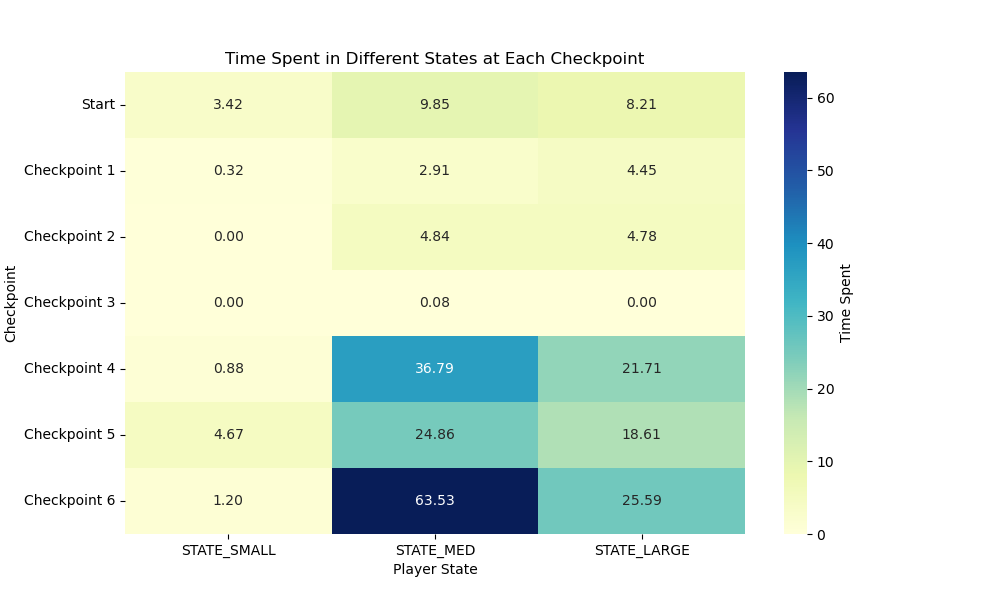 Time Spent in Different States at Each Checkpoint
Checkpoint
Start 3.42 9.85 8.21
Checkpoint 1 0.32 2.91 4.45
Checkpoint 2 0.00 4.84 4.78
Checkpoint 3 0.00 0.08 0.00
Checkpoint 4 0.88 36.79 21.71
Checkpoint 5 4.67 24.86 18.61
Checkpoint 6 1.20 63.53 25.59
STATE_SMALL STATE_MED STATE_LARGE
Player State
60
50
40
30
20
10
0
Time Spent